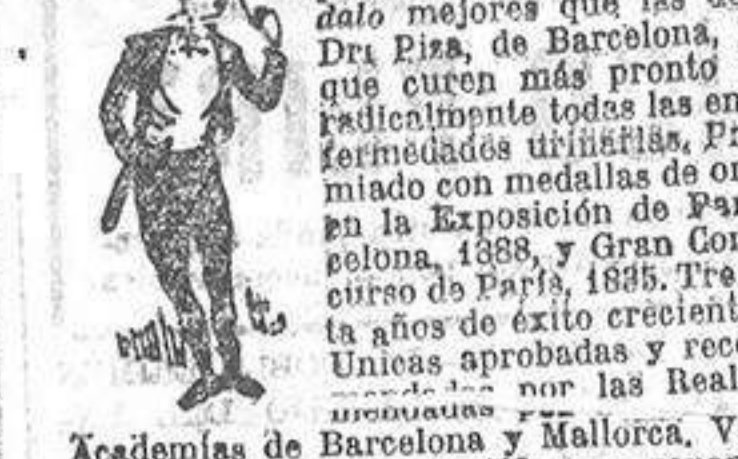 dalo mejores que las de
Dr. Piza, de Barcelona,
que curen más pronto
radicalmente todas las en
fermedades urinarias. Pr
miado con medallas de or
en la Exposición de Bar
celona, 1888, y Gran Con
curso de París, 1895. Tre
ta años de éxito crecient
Unicas aprobadas y reco
mendadas por las Real
Academias de Barcelona y Mallorca. V